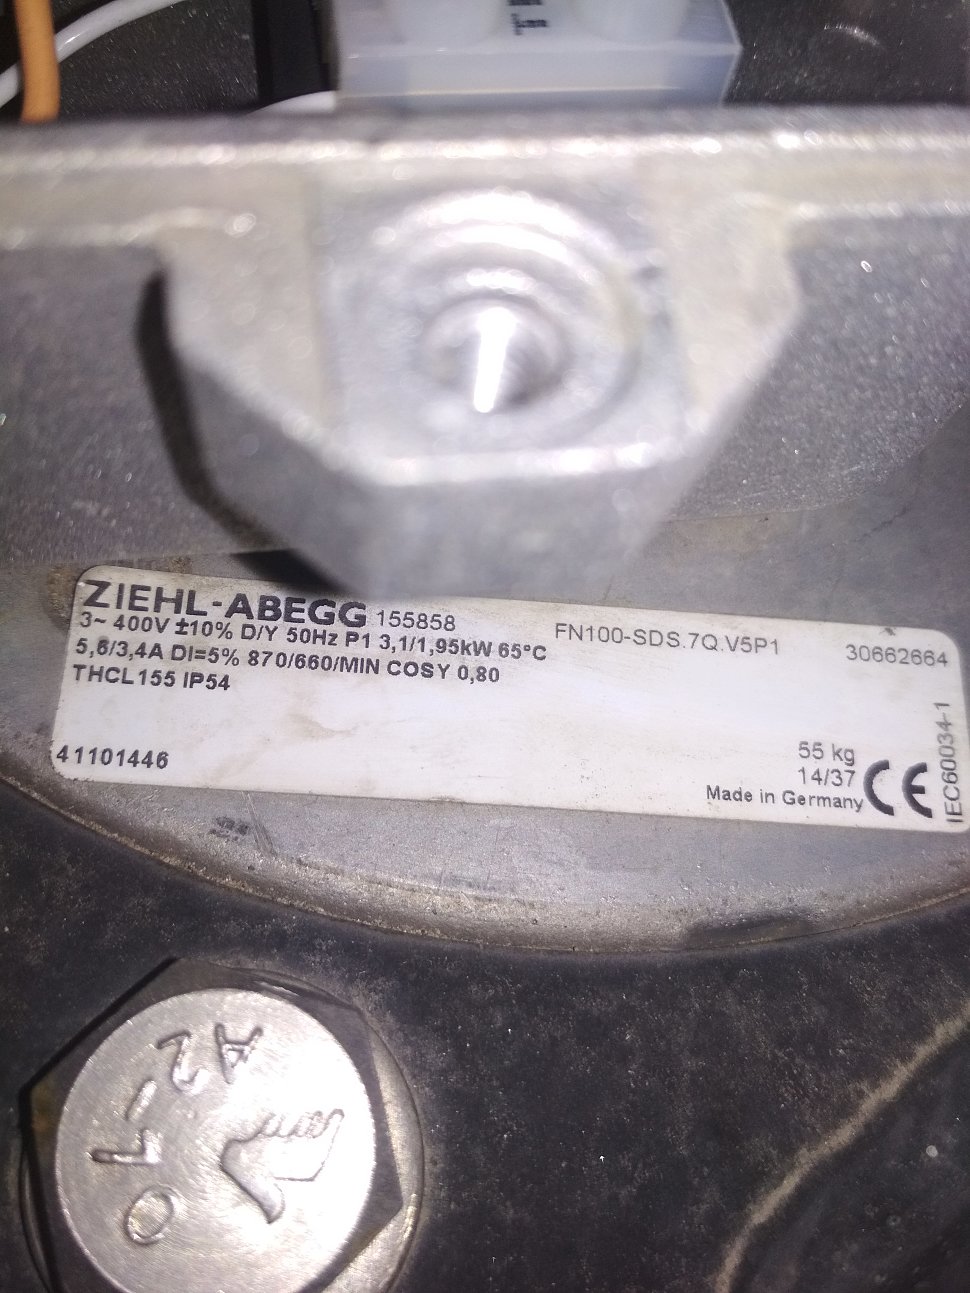 ZIEHL-ABEGG 155858
3~ 400V ±10% D/Y 50Hz P1 3,1/1,95kW 65°C
5,6/3,4A DI=5% 870/660/MIN COSY 0,80
THCL155 IP54
41101446
FN100-SDS.7Q.V5P1
30662664
55 kg
14/37
Made in Germany
CE
IEC60034-1
A2-70